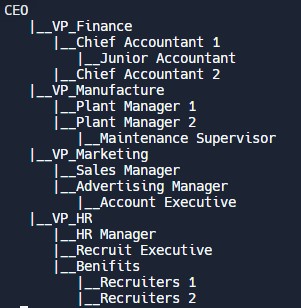 CEO
|__VP_Finance
|__Chief Accountant 1
|__Junior Accountant
|__Chief Accountant 2
|__VP_Manufacture
|__Plant Manager 1
|__Plant Manager 2
|__Maintenance Supervisor
|__VP_Marketing
|__Sales Manager
|__Advertising Manager
|__Account Executive
|__VP_HR
|__HR Manager
|__Recruit Executive
|__Benifits
|__Recruiters 1
|__Recruiters 2